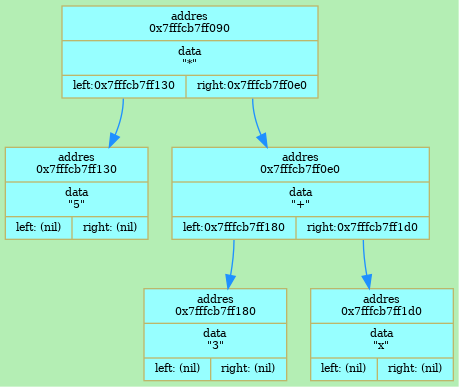 addres
0x7fffcb7ff090
data
"*"
left:0x7fffcb7ff130 right:0x7fffcb7ff0e0
addres
0x7fffcb7ff130
data
"5"
left: (nil) right: (nil)
addres
0x7fffcb7ff0e0
data
"+"
left:0x7fffcb7ff180 right:0x7fffcb7ff1d0
addres
0x7fffcb7ff180
data
"3"
left: (nil) right: (nil)
addres
0x7fffcb7ff1d0
data
"x"
left: (nil) right: (nil)